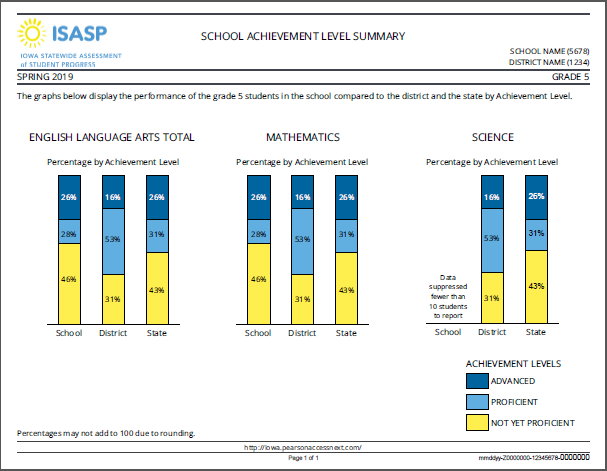 ISASP
IOWA STATEWIDE ASSESSMENT
of STUDENT PROGRESS
SCHOOL ACHIEVEMENT LEVEL SUMMARY
SCHOOL NAME (5678)
DISTRICT NAME (1234)
SPRING 2019
GRADE 5
The graphs below display the performance of the grade 5 students in the school compared to the district and the state by Achievement Level.
ENGLISH LANGUAGE ARTS TOTAL
Percentage by Achievement Level
26% 16% 26%
28% 53% 31%
46% 31% 43%
School District State
MATHEMATICS
Percentage by Achievement Level
26% 16% 26%
28% 53% 31%
46% 31% 43%
School District State
SCIENCE
Percentage by Achievement Level
16% 26%
53% 31%
Data
suppressed
fewer than
10 students
to report
31% 43%
School District State
ACHIEVEMENT LEVELS
ADVANCED
PROFICIENT
NOT YET PROFICIENT
Percentages may not add to 100 due to rounding.
http://iowa.pearsonaccessnext.com/
Page 1 of 1
mmddyy-Z0000000-12345678-0000000